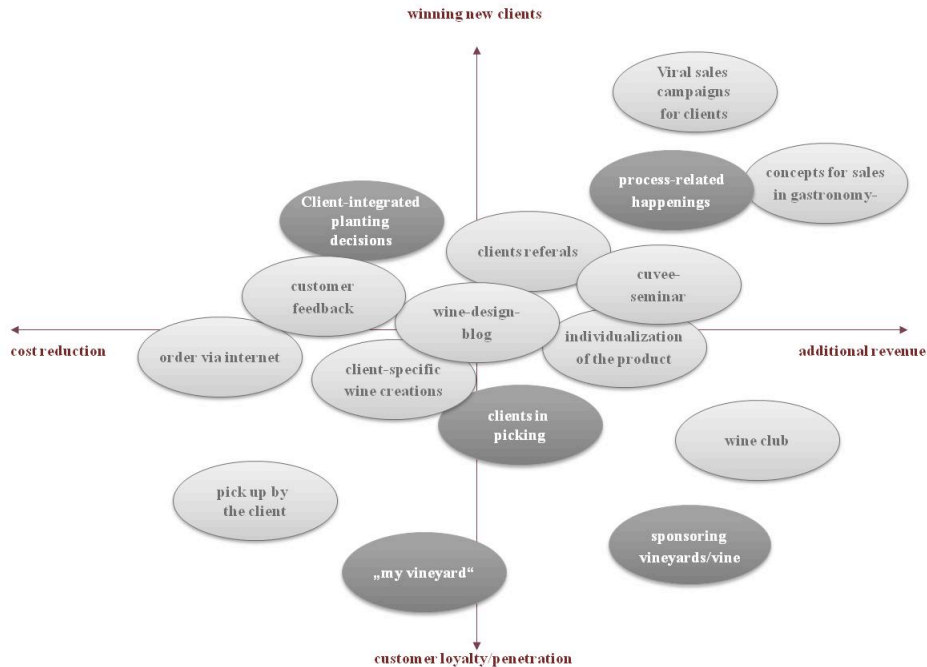 winning new clients
Viral sales
campaigns
for clients
process-related
happenings
concepts for sales
in gastronomy-
Client-integrated
planting
decisions
clients referals
customer
feedback
cuvee-
seminar
wine-design-
blog
cost reduction
additional revenue
order via internet
individualization
of the product
client-specific
wine creations
clients in
picking
wine club
pick up by
the client
sponsoring
vineyards/vine
„my vineyard“
customer loyalty/penetration